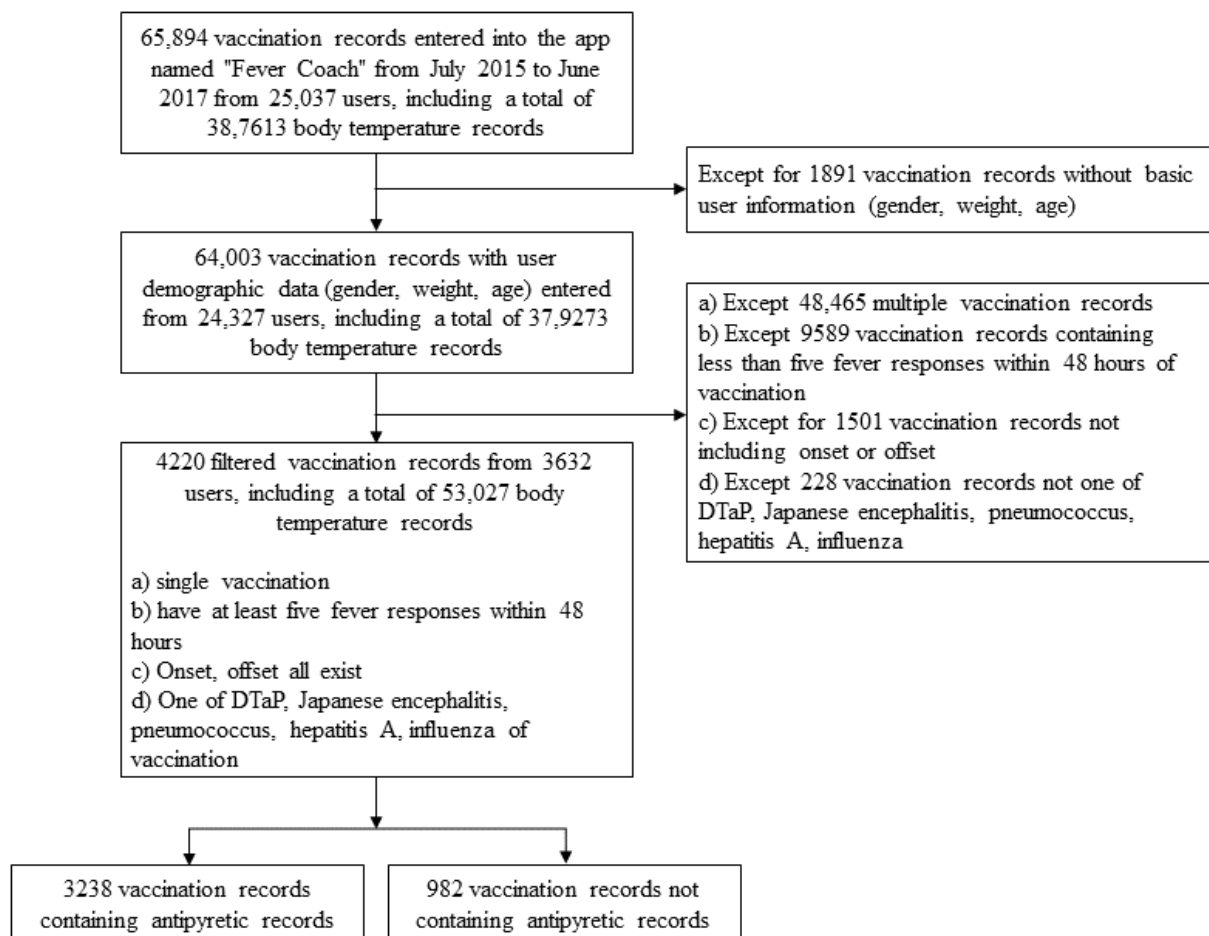 65,894 vaccination records entered into the app
named "Fever Coach" from July 2015 to June
2017 from 25,037 users, including a total of
38,7613 body temperature records
Except for 1891 vaccination records without basic
user information (gender, weight, age)
64,003 vaccination records with user
demographic data (gender, weight, age) entered
from 24,327 users, including a total of 37,9273
body temperature records
a) Except 48,465 multiple vaccination records
b) Except 9589 vaccination records containing
less than five fever responses within 48 hours of
vaccination
c) Except for 1501 vaccination records not
including onset or offset
d) Except 228 vaccination records not one of
DTaP, Japanese encephalitis, pneumococcus,
hepatitis A, influenza
4220 filtered vaccination records from 3632
users, including a total of 53,027 body
temperature records
a) single vaccination
b) have at least five fever responses within 48
hours
c) Onset, offset all exist
d) One of DTaP, Japanese encephalitis,
pneumococcus, hepatitis A, influenza of
vaccination
3238 vaccination records
containing antipyretic records
982 vaccination records not
containing antipyretic records